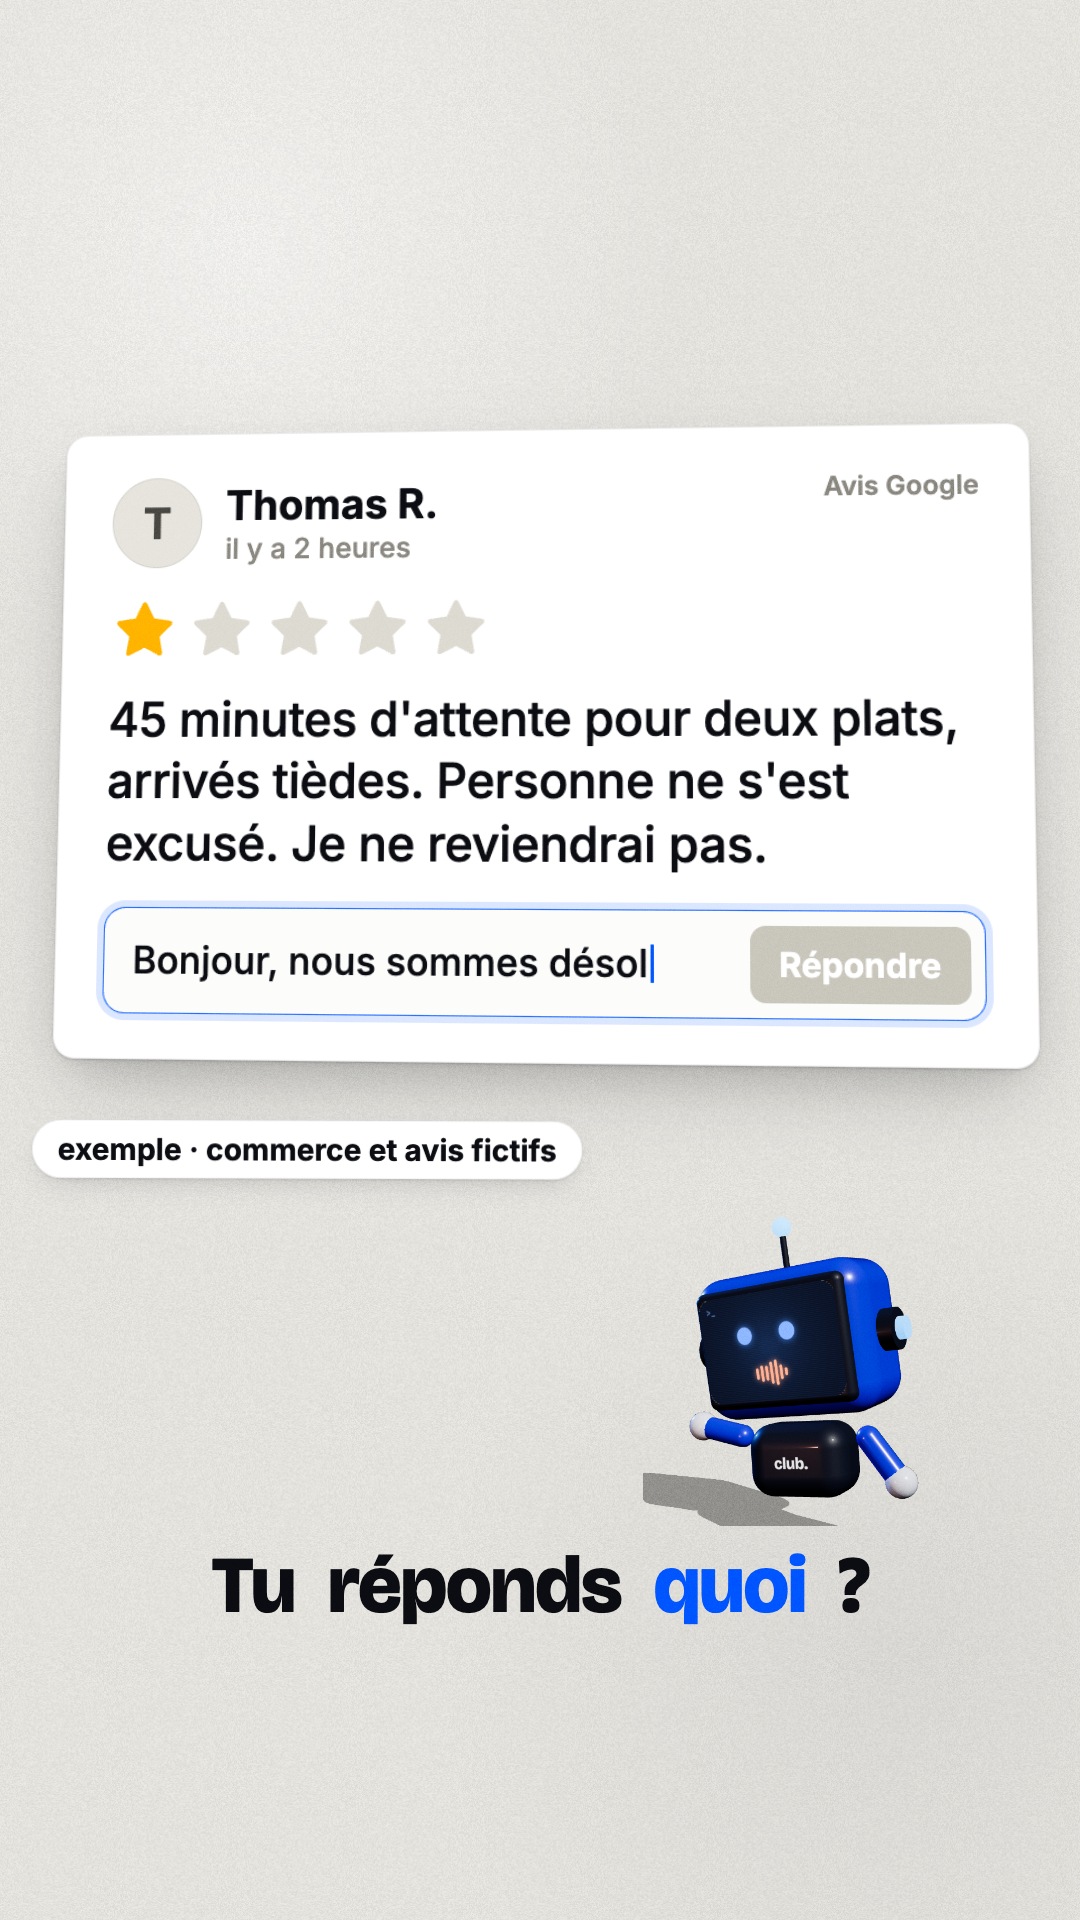 T
Thomas R.
il y a 2 heures
Avis Google
45 minutes d'attente pour deux plats,
arrivés tièdes. Personne ne s'est
excusé. Je ne reviendrai pas.
Bonjour, nous sommes désol
Répondre
exemple · commerce et avis fictifs
club.
Tu réponds quoi ?